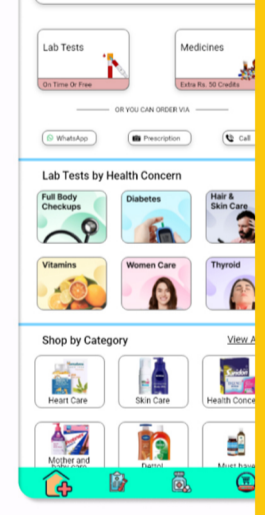 Lab Tests
Medicines
On Time Or Free
Extra Rs. 50 Credits
OR YOU CAN ORDER VIA
WhatsApp
Prescription
Call
Lab Tests by Health Concern
Full Body
Checkups
Diabetes
Hair &
Skin Care
Vitamins
Women Care
Thyroid
Shop by Category
View A
Heart Care
Skin Care
Health Conce
Mother and
baby care
Dettol
Must have